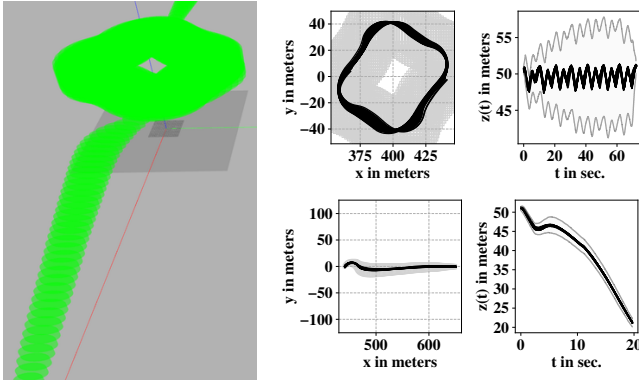 40
20
0
−20
−40
y in meters
375 400 425
x in meters
55
50
45
z(t) in meters
0 20 40 60
t in sec.
100
50
0
−50
−100
y in meters
500 600
x in meters
50
45
40
35
30
25
20
z(t) in meters
0 10 20
t in sec.